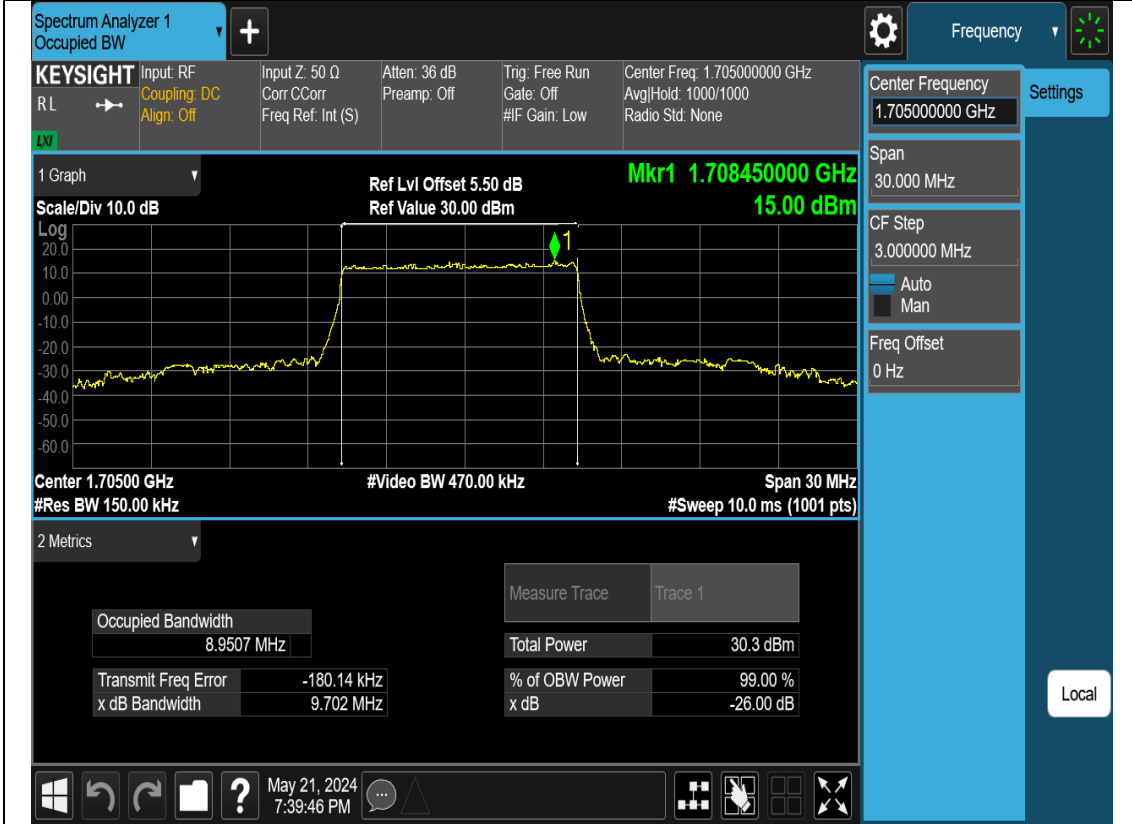 Spectrum Analyzer 1
Occupied BW
+
Frequency
KEYSIGHT
RL
LXI
Input: RF
Coupling: DC
Align: Off
Input Z: 50 Ω
Corr CCorr
Freq Ref: Int (S)
Atten: 36 dB
Preamp: Off
Trig: Free Run
Gate: Off
#IF Gain: Low
Center Freq: 1.705000000 GHz
Avg|Hold: 1000/1000
Radio Std: None
1 Graph
Scale/Div 10.0 dB
Ref Lvl Offset 5.50 dB
Ref Value 30.00 dBm
Mkr1 1.708450000 GHz
15.00 dBm
Log
20.0
10.0
0.00
-10.0
-20.0
-30.0
-40.0
-50.0
-60.0
1
Center 1.70500 GHz
#Res BW 150.00 kHz
#Video BW 470.00 kHz
Span 30 MHz
#Sweep 10.0 ms (1001 pts)
2 Metrics
Measure Trace Trace 1
Occupied Bandwidth
8.9507 MHz
Total Power 30.3 dBm
Transmit Freq Error -180.14 kHz
% of OBW Power 99.00 %
x dB Bandwidth 9.702 MHz
x dB -26.00 dB
Center Frequency
1.705000000 GHz
Settings
Span
30.000 MHz
CF Step
3.000000 MHz
Auto
Man
Freq Offset
0 Hz
Local
?
May 21, 2024
7:39:46 PM